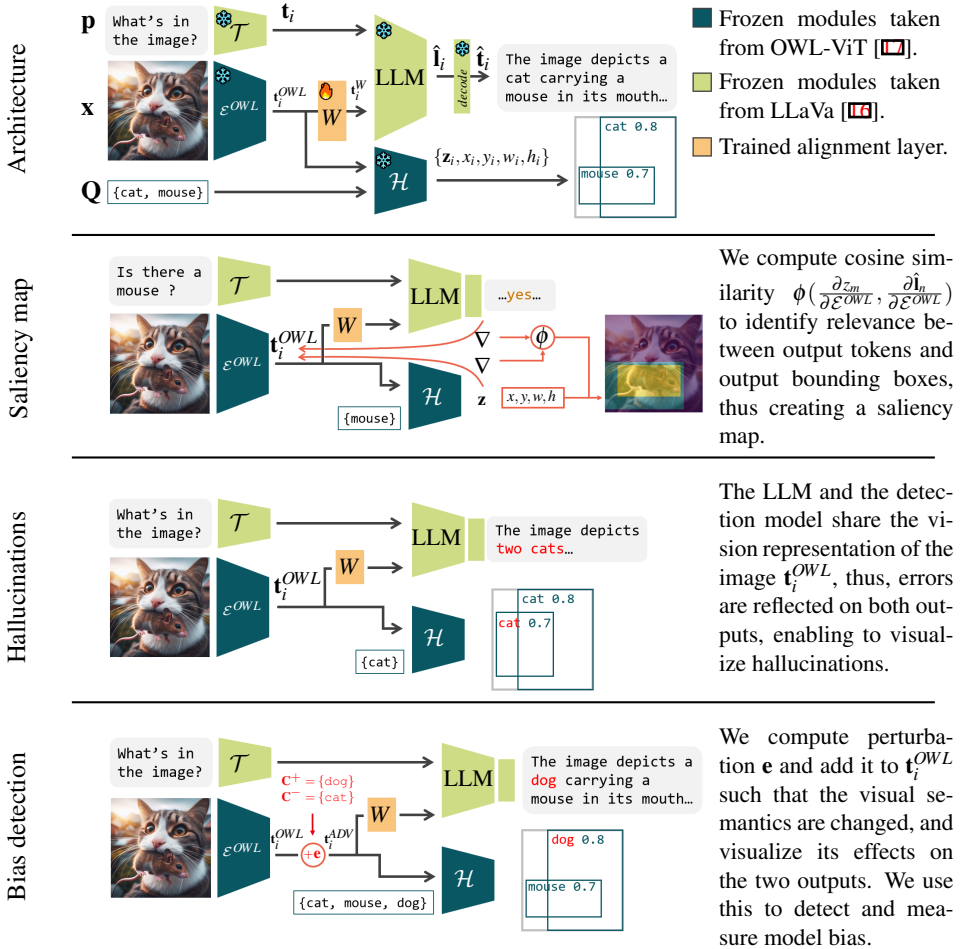 Architecture
p
What's in
the image?
𝒯
t_i
x
ℰ^OWL
t_i^OWL
W
t_i^W
LLM
l̂_i
decode
t̂_i
The image depicts a
cat carrying a
mouse in its mouth…
Q
{cat, mouse}
ℋ
{z_i, x_i, y_i, w_i, h_i}
cat 0.8
mouse 0.7
Frozen modules taken
from OWL-ViT [17].
Frozen modules taken
from LLaVa [16].
Trained alignment layer.
Saliency map
Is there a
mouse ?
𝒯
ℰ^OWL
t_i^OWL
W
LLM
…yes…
∇
∇
ϕ
{mouse}
ℋ
z
x, y, w, h
We compute cosine sim-
ilarity ϕ(∂z_m/∂ℰ^OWL, ∂l̂_n/∂ℰ^OWL)
to identify relevance be-
tween output tokens and
output bounding boxes,
thus creating a saliency
map.
Hallucinations
What's in
the image?
𝒯
ℰ^OWL
t_i^OWL
W
LLM
The image depicts
two cats…
{cat}
ℋ
cat 0.8
cat 0.7
The LLM and the detec-
tion model share the vi-
sion representation of the
image t_i^OWL, thus, errors
are reflected on both out-
puts, enabling to visual-
ize hallucinations.
Bias detection
What's in
the image?
𝒯
C⁺ = {dog}
C⁻ = {cat}
ℰ^OWL
t_i^OWL
+e
t_i^ADV
W
LLM
The image depicts a
dog carrying a
mouse in its mouth…
{cat, mouse, dog}
ℋ
dog 0.8
mouse 0.7
We compute perturba-
tion e and add it to t_i^OWL
such that the visual se-
mantics are changed, and
visualize its effects on
the two outputs. We use
this to detect and mea-
sure model bias.